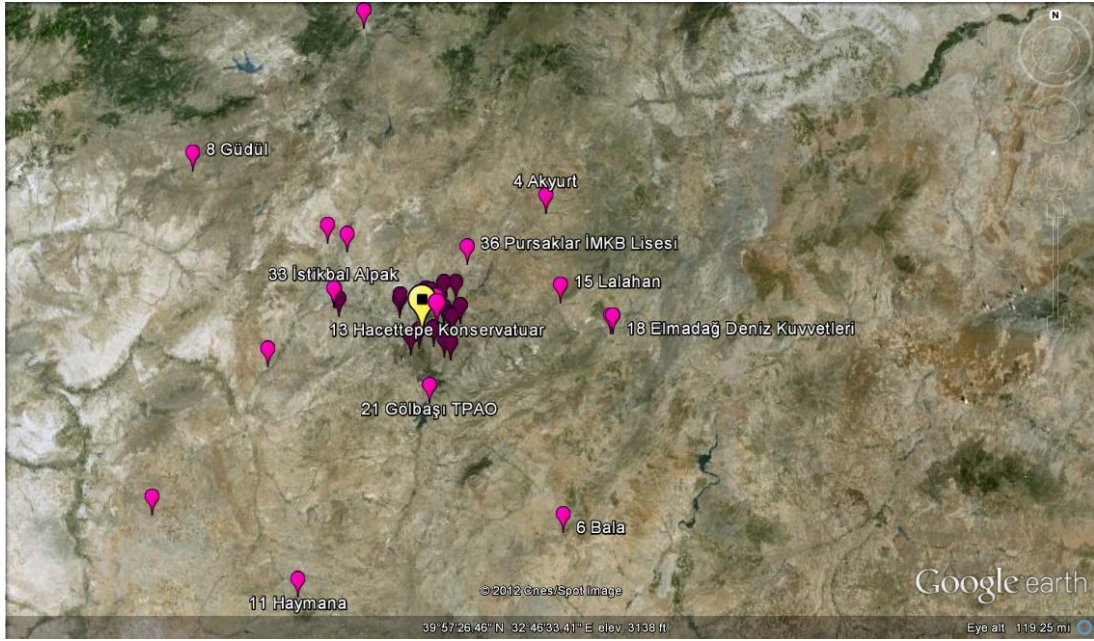 N
8 Güdül
4 Akyurt
36 Pursaklar İMKB Lisesi
33 İstikbal Alpak
15 Lalahan
13 Hacettepe Konservatuar
18 Elmadağ Deniz Kuvvetleri
21 Gölbaşı TPAO
6 Bala
11 Haymana
© 2012 Cnes/Spot Image
Google earth
39°57'26.46" N 32°46'33.41" E elev 3138 ft
Eye alt 119.25 mi